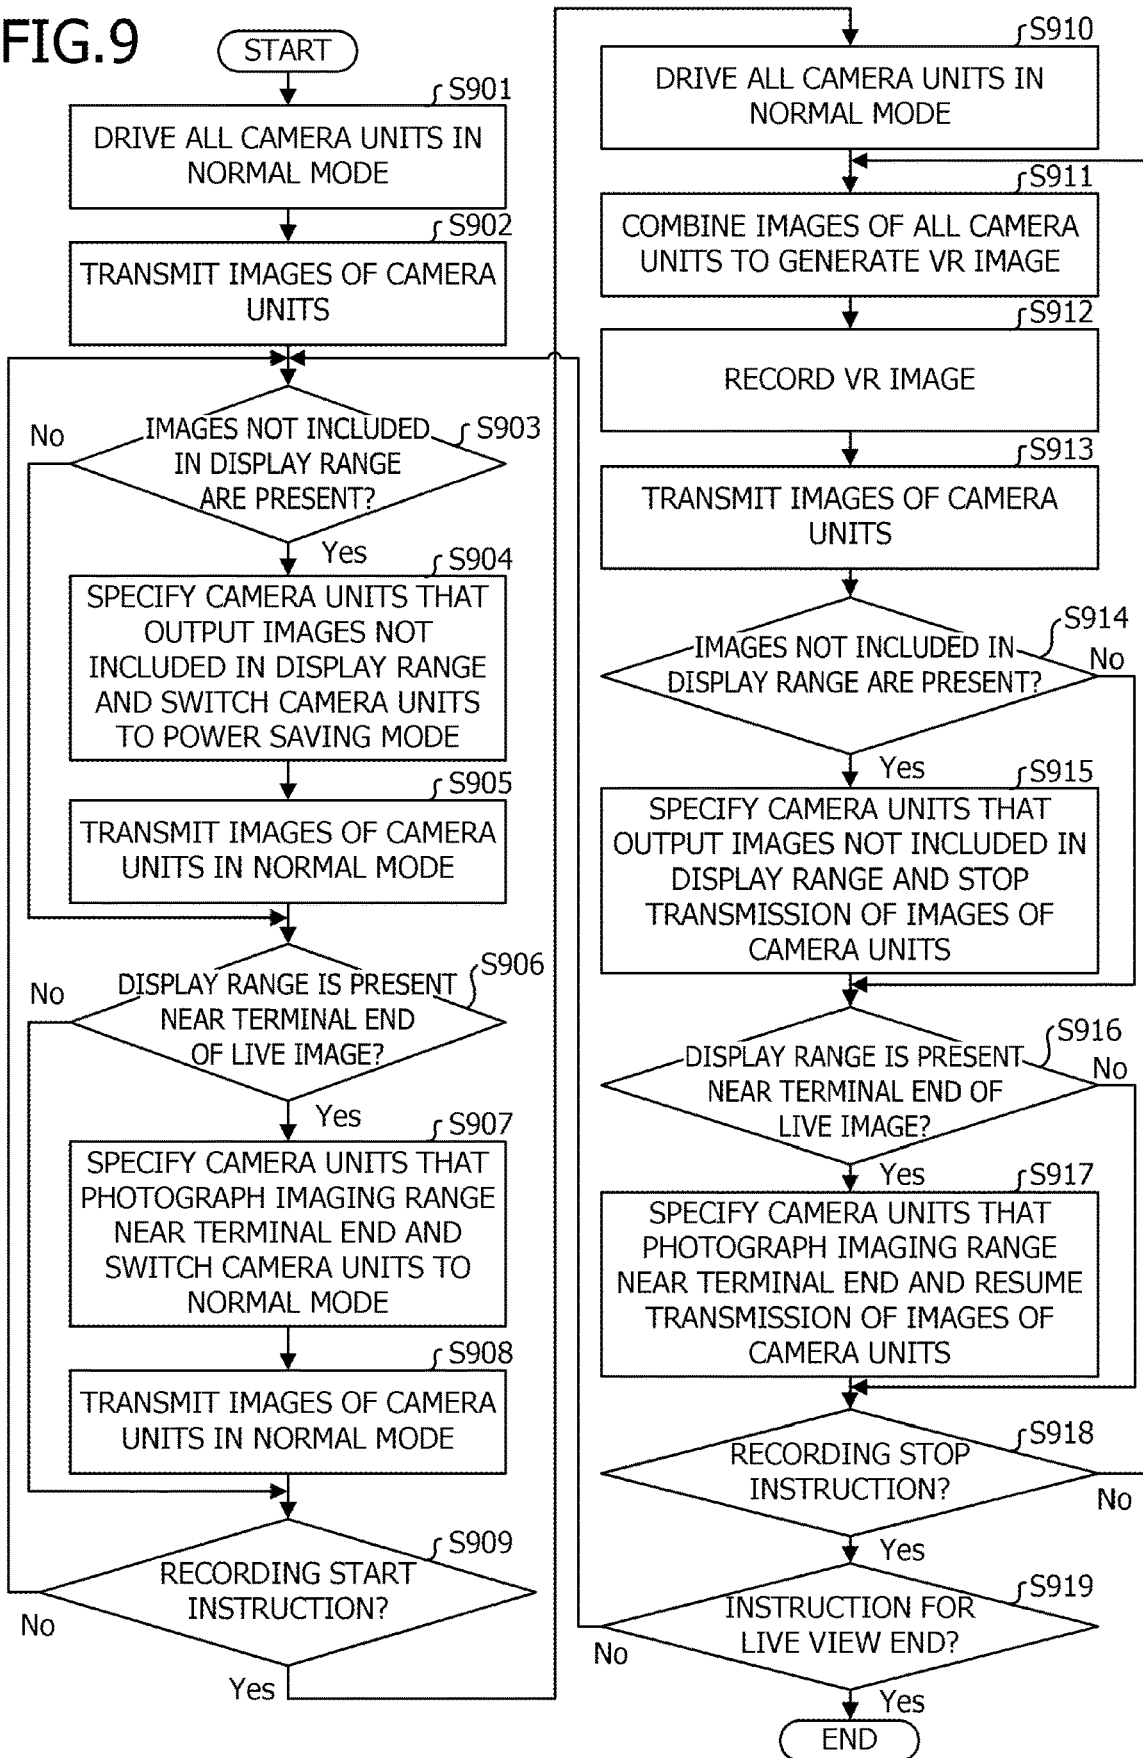 FIG.9
START
S901
DRIVE ALL CAMERA UNITS IN
NORMAL MODE
S902
TRANSMIT IMAGES OF CAMERA
UNITS
S903
IMAGES NOT INCLUDED
IN DISPLAY RANGE
ARE PRESENT?
No
Yes
S904
SPECIFY CAMERA UNITS THAT
OUTPUT IMAGES NOT
INCLUDED IN DISPLAY RANGE
AND SWITCH CAMERA UNITS
TO POWER SAVING MODE
S905
TRANSMIT IMAGES OF CAMERA
UNITS IN NORMAL MODE
S906
DISPLAY RANGE IS PRESENT
NEAR TERMINAL END
OF LIVE IMAGE?
No
Yes
S907
SPECIFY CAMERA UNITS THAT
PHOTOGRAPH IMAGING RANGE
NEAR TERMINAL END AND
SWITCH CAMERA UNITS TO
NORMAL MODE
S908
TRANSMIT IMAGES OF CAMERA
UNITS IN NORMAL MODE
S909
RECORDING START
INSTRUCTION?
No
Yes
S910
DRIVE ALL CAMERA UNITS IN
NORMAL MODE
S911
COMBINE IMAGES OF ALL CAMERA
UNITS TO GENERATE VR IMAGE
S912
RECORD VR IMAGE
S913
TRANSMIT IMAGES OF CAMERA
UNITS
S914
IMAGES NOT INCLUDED IN
DISPLAY RANGE ARE PRESENT?
No
Yes
S915
SPECIFY CAMERA UNITS THAT
OUTPUT IMAGES NOT INCLUDED IN
DISPLAY RANGE AND STOP
TRANSMISSION OF IMAGES OF
CAMERA UNITS
S916
DISPLAY RANGE IS PRESENT
NEAR TERMINAL END OF
LIVE IMAGE?
No
Yes
S917
SPECIFY CAMERA UNITS THAT
PHOTOGRAPH IMAGING RANGE
NEAR TERMINAL END AND RESUME
TRANSMISSION OF IMAGES OF
CAMERA UNITS
S918
RECORDING STOP
INSTRUCTION?
No
Yes
S919
INSTRUCTION FOR
LIVE VIEW END?
No
Yes
END